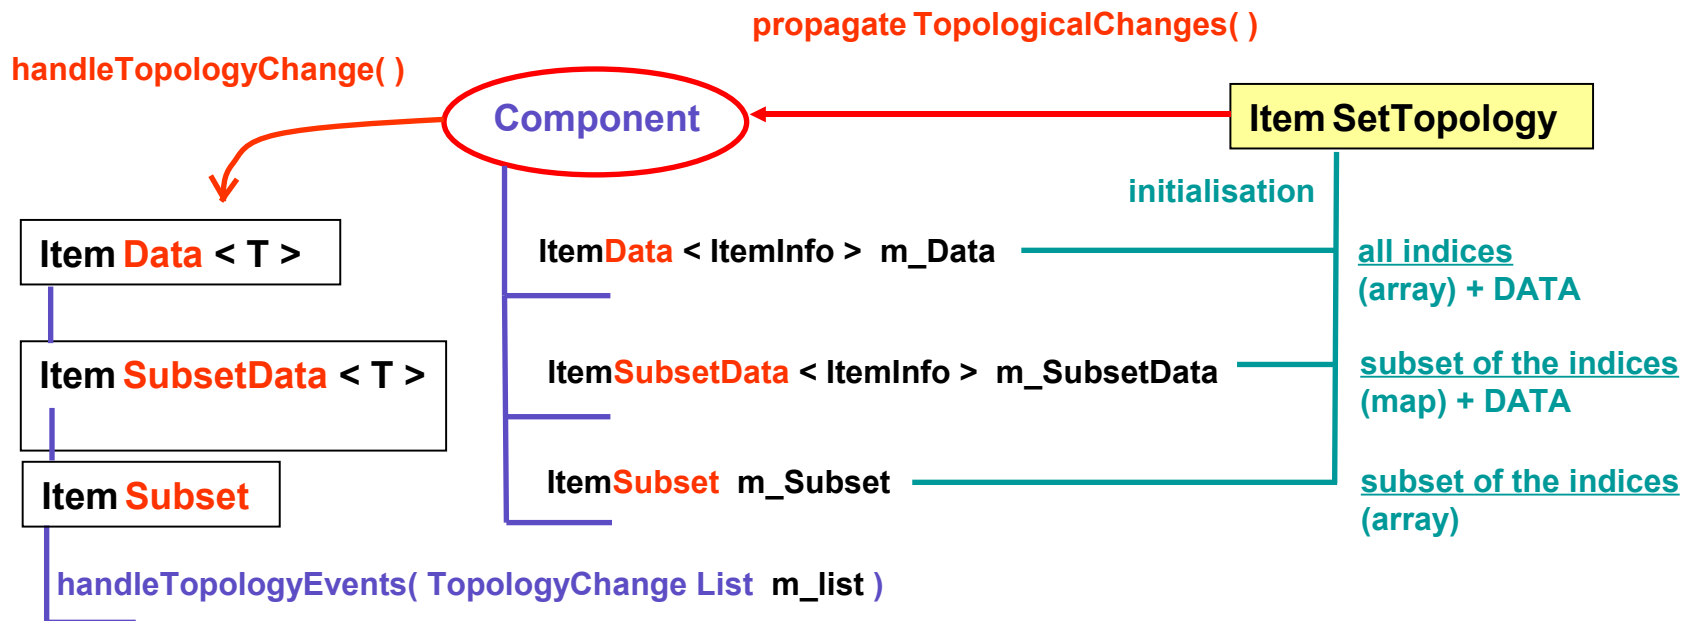 propagate TopologicalChanges( )
handleTopologyChange( )
Component
Item SetTopology
initialisation
Item Data < T >
ItemData < ItemInfo > m_Data
all indices
(array) + DATA
Item SubsetData < T >
ItemSubsetData < ItemInfo > m_SubsetData
subset of the indices
(map) + DATA
Item Subset
ItemSubset m_Subset
subset of the indices
(array)
handleTopologyEvents( TopologyChange List m_list )